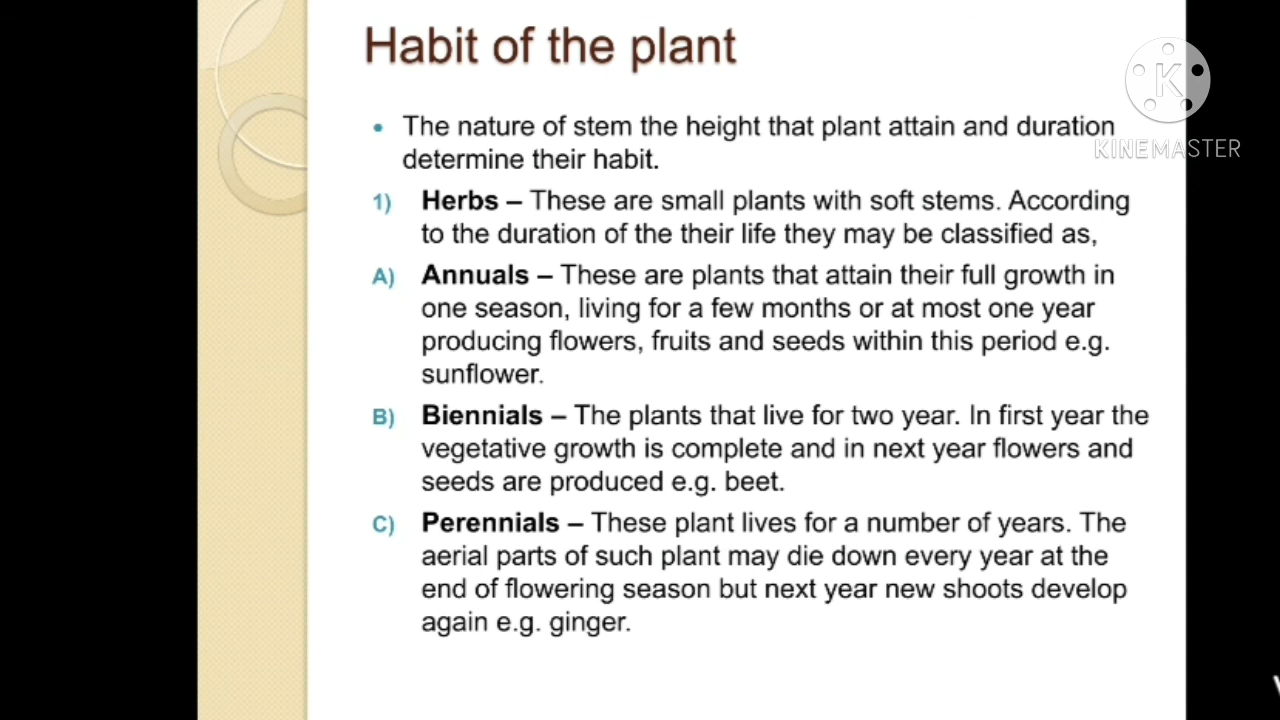 Habit of the plant
K
KINEMASTER
• The nature of stem the height that plant attain and duration
determine their habit.
1) Herbs – These are small plants with soft stems. According
to the duration of the their life they may be classified as,
A) Annuals – These are plants that attain their full growth in
one season, living for a few months or at most one year
producing flowers, fruits and seeds within this period e.g.
sunflower.
B) Biennials – The plants that live for two year. In first year the
vegetative growth is complete and in next year flowers and
seeds are produced e.g. beet.
C) Perennials – These plant lives for a number of years. The
aerial parts of such plant may die down every year at the
end of flowering season but next year new shoots develop
again e.g. ginger.